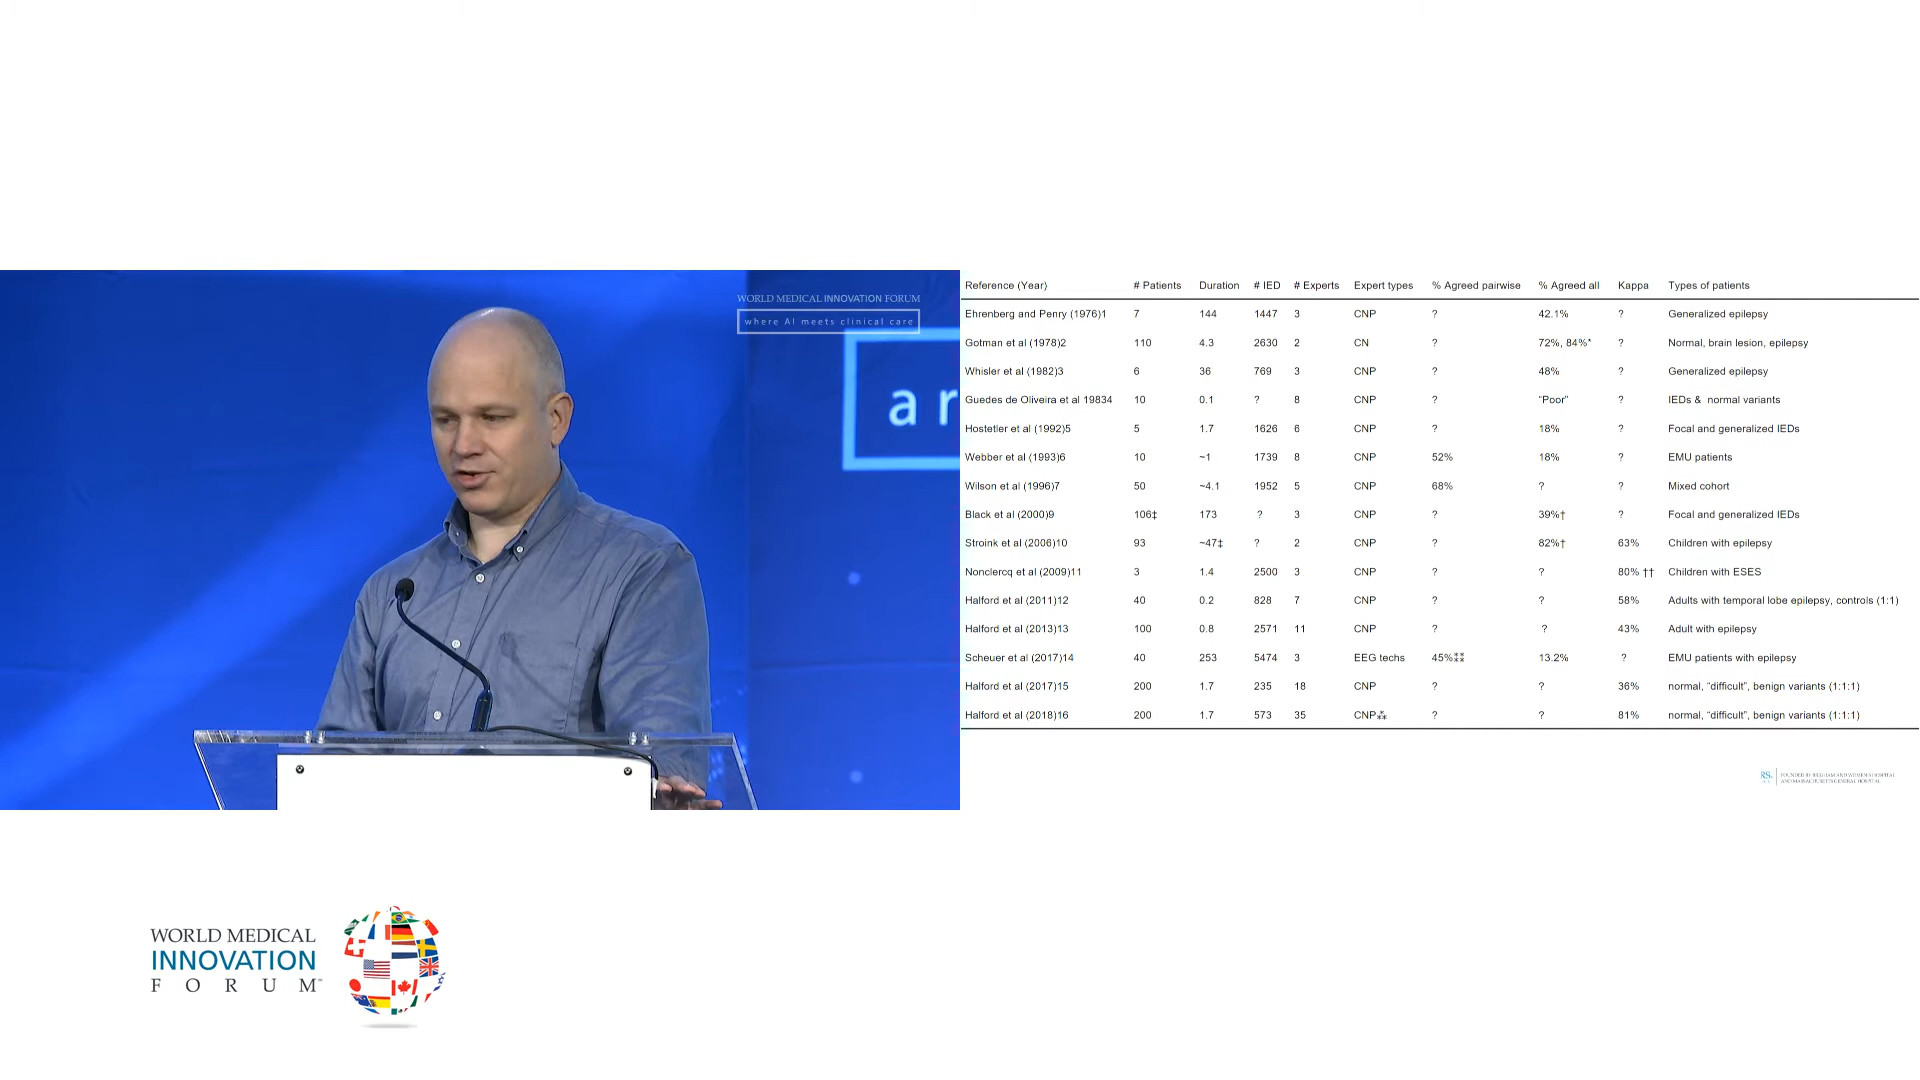 WORLD MEDICAL INNOVATION FORUM
where AI meets clinical care
ar
Reference (Year) # Patients Duration # IED # Experts Expert types % Agreed pairwise % Agreed all Kappa Types of patients
Ehrenberg and Penry (1976)1 7 144 1447 3 CNP ? 42.1% ? Generalized epilepsy
Gotman et al (1978)2 110 4.3 2630 2 CN ? 72%, 84%* ? Normal, brain lesion, epilepsy
Whisler et al (1982)3 6 36 769 3 CNP ? 48% ? Generalized epilepsy
Guedes de Oliveira et al 19834 10 0.1 ? 8 CNP ? "Poor" ? IEDs & normal variants
Hostetler et al (1992)5 5 1.7 1626 6 CNP ? 18% ? Focal and generalized IEDs
Webber et al (1993)6 10 ~1 1739 8 CNP 52% 18% ? EMU patients
Wilson et al (1996)7 50 ~4.1 1952 5 CNP 68% ? ? Mixed cohort
Black et al (2000)9 106‡ 173 ? 3 CNP ? 39%† ? Focal and generalized IEDs
Stroink et al (2006)10 93 ~47‡ ? 2 CNP ? 82%† 63% Children with epilepsy
Nonclercq et al (2009)11 3 1.4 2500 3 CNP ? ? 80% †† Children with ESES
Halford et al (2011)12 40 0.2 828 7 CNP ? ? 58% Adults with temporal lobe epilepsy, controls (1:1)
Halford et al (2013)13 100 0.8 2571 11 CNP ? ? 43% Adult with epilepsy
Scheuer et al (2017)14 40 253 5474 3 EEG techs 45%⁑⁑ 13.2% ? EMU patients with epilepsy
Halford et al (2017)15 200 1.7 235 18 CNP ? ? 36% normal, "difficult", benign variants (1:1:1)
Halford et al (2018)16 200 1.7 573 35 CNP⁂ ? ? 81% normal, "difficult", benign variants (1:1:1)
RS. FOUNDED BY BRIGHAM AND WOMEN'S HOSPITAL
AND MASSACHUSETTS GENERAL HOSPITAL
WORLD MEDICAL
INNOVATION
FORUM